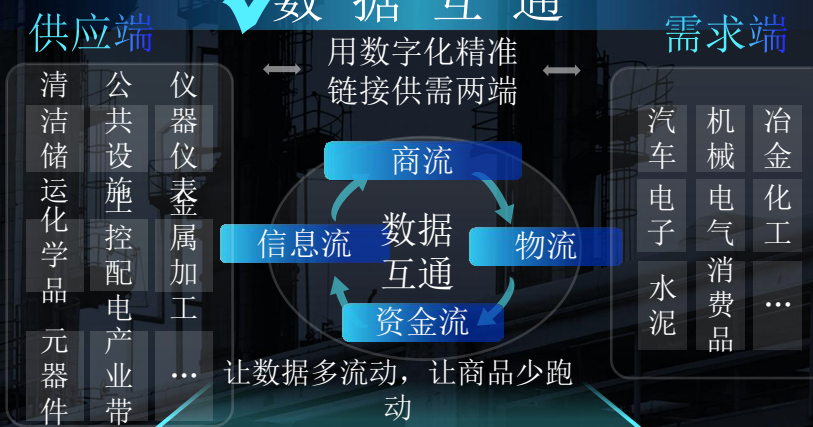 数据互通
供应端
需求端
用数字化精准
链接供需两端
清洁储运
公共设施
仪器仪表
化学品
工控配电
金属加工
元器件
产业带
…
商流
信息流
数据
互通
物流
资金流
让数据多流动，让商品少跑
动
汽车
机械
冶金
电子
电气
化工
水泥
消费品
…